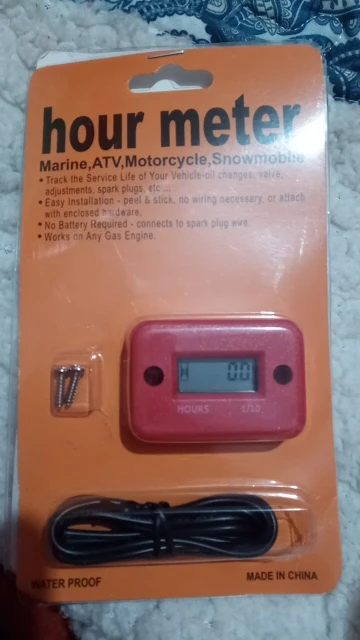 hour meter
Marine,ATV,Motorcycle,Snowmobile
• Track the Service Life of Your Vehicle-oil changes, valve,
adjustments, spark plugs, etc...
• Easy Installation - peel & stick, no wiring necessary, or attach
with enclosed hardware.
• No Battery Required - connects to spark plug wire.
• Works on Any Gas Engine.
H 0.0
HOURS 1/10
WATER PROOF MADE IN CHINA